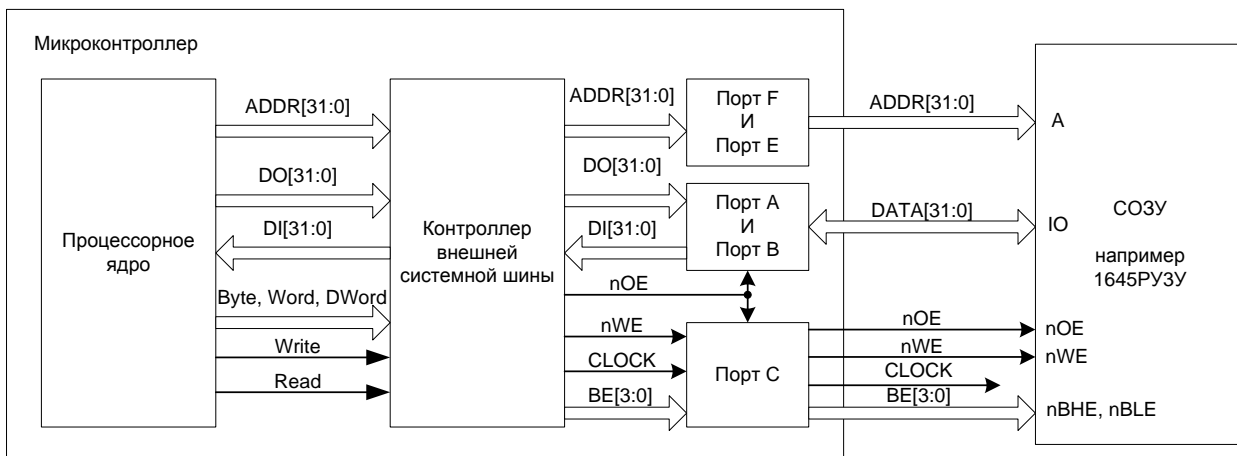 Микроконтроллер
Процессорное
ядро
ADDR[31:0]
DO[31:0]
DI[31:0]
Byte, Word, DWord
Write
Read
Контроллер
внешней
системной шины
ADDR[31:0]
DO[31:0]
DI[31:0]
nOE
nWE
CLOCK
BE[3:0]
Порт F
И
Порт E
Порт A
И
Порт B
Порт C
ADDR[31:0]
DATA[31:0]
nOE
nWE
CLOCK
BE[3:0]
A
IO
nOE
nWE
nBHE, nBLE
СОЗУ
например
1645РУ3У